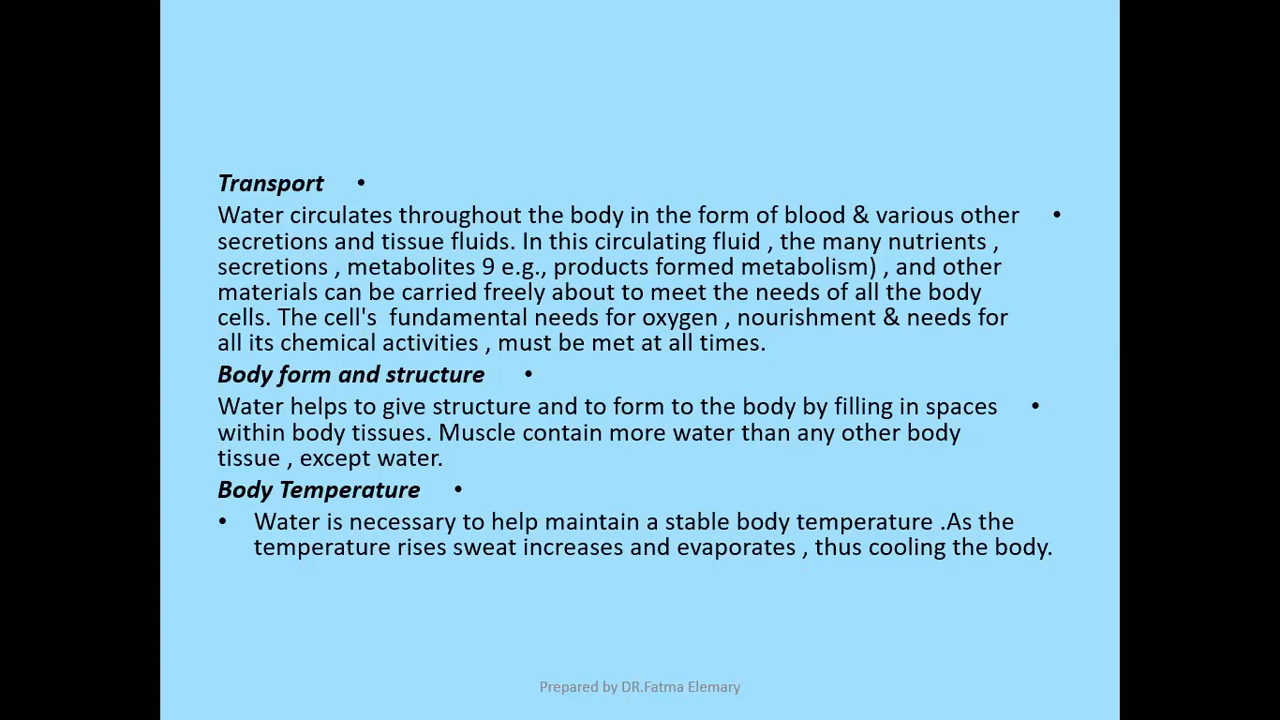 Transport •
Water circulates throughout the body in the form of blood & various other •
secretions and tissue fluids. In this circulating fluid , the many nutrients ,
secretions , metabolites 9 e.g., products formed metabolism) , and other
materials can be carried freely about to meet the needs of all the body
cells. The cell's  fundamental needs for oxygen , nourishment & needs for
all its chemical activities , must be met at all times.
Body form and structure •
Water helps to give structure and to form to the body by filling in spaces •
within body tissues. Muscle contain more water than any other body
tissue , except water.
Body Temperature •
• Water is necessary to help maintain a stable body temperature .As the
temperature rises sweat increases and evaporates , thus cooling the body.
Prepared by DR.Fatma Elemary